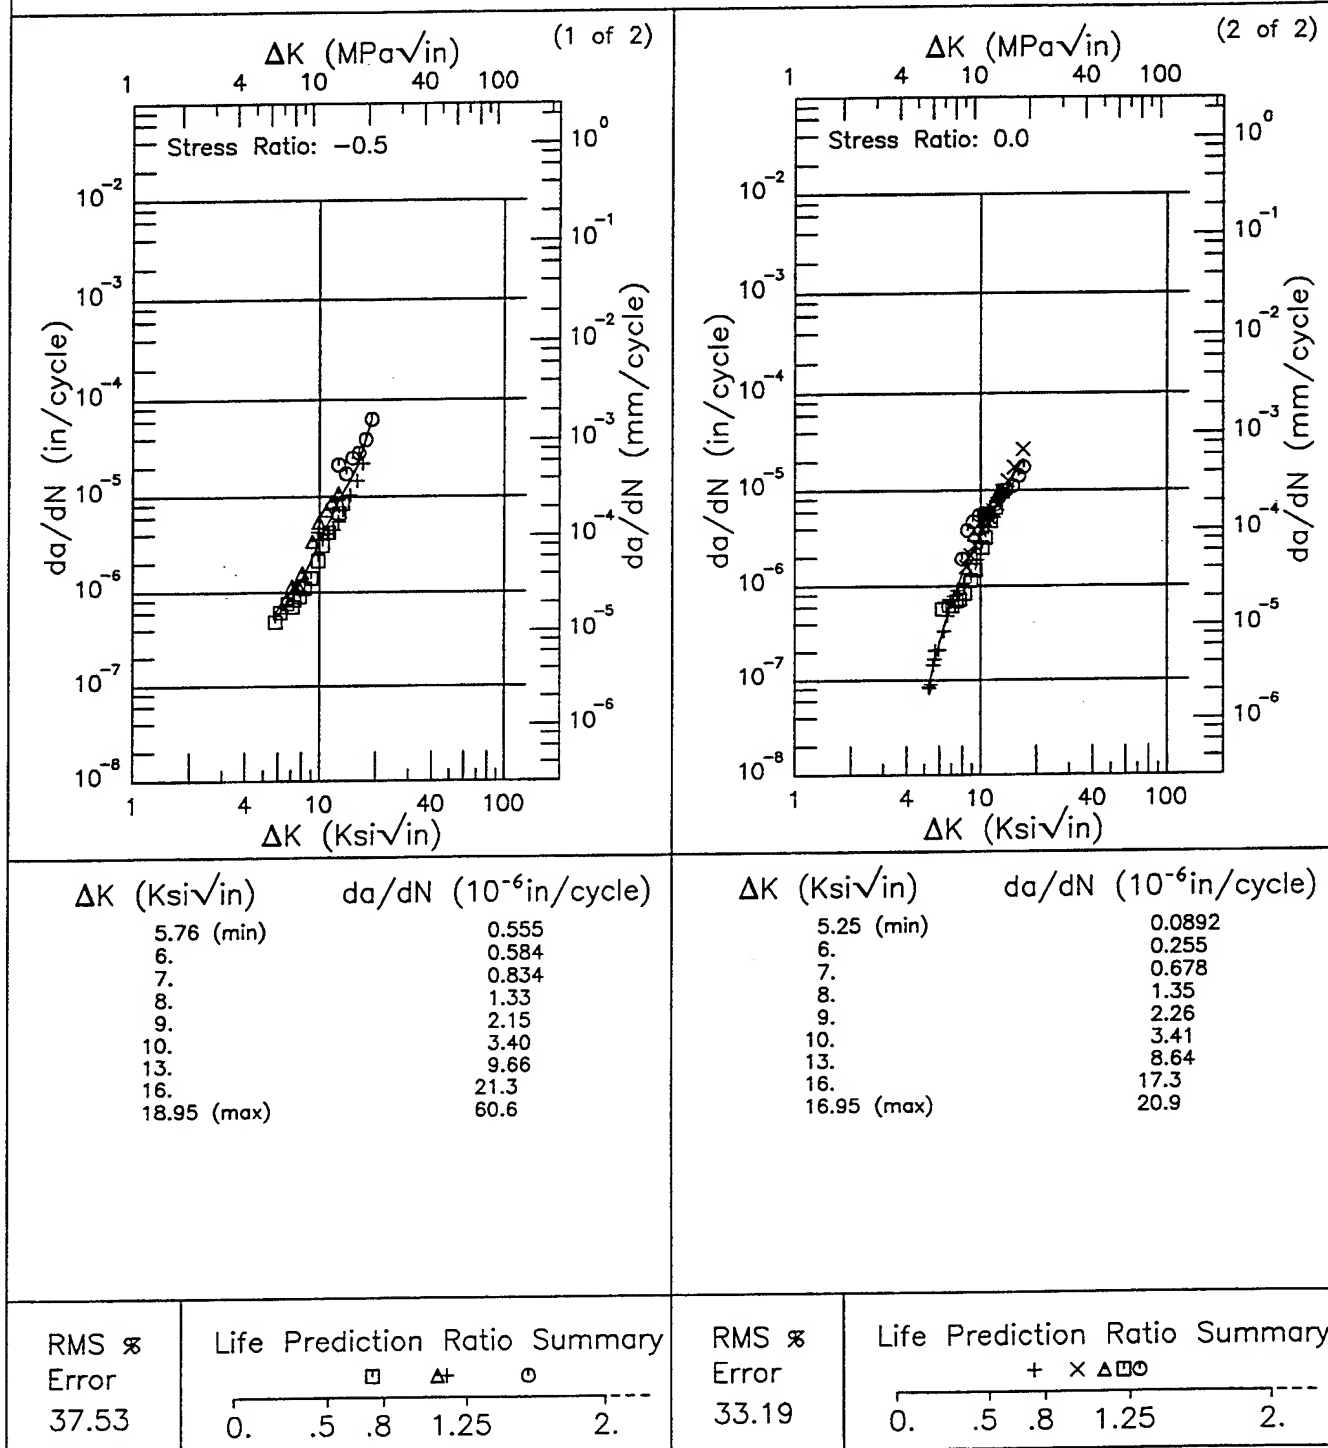 (1 of 2)
ΔK (MPa√in)
1 4 10 40 100
Stress Ratio: −0.5
10⁰
10⁻²
10⁻¹
10⁻³
10⁻²
10⁻⁴
10⁻³
10⁻⁵
10⁻⁴
10⁻⁶
10⁻⁵
10⁻⁷
10⁻⁶
10⁻⁸
da/dN (in/cycle)
da/dN (mm/cycle)
1 4 10 40 100
ΔK (Ksi√in)
ΔK (Ksi√in) da/dN (10⁻⁶in/cycle)
5.76 (min) 0.555
6. 0.584
7. 0.834
8. 1.33
9. 2.15
10. 3.40
13. 9.66
16. 21.3
18.95 (max) 60.6
RMS %
Error
37.53
Life Prediction Ratio Summary
0. .5 .8 1.25 2.
(2 of 2)
ΔK (MPa√in)
1 4 10 40 100
Stress Ratio: 0.0
10⁰
10⁻²
10⁻¹
10⁻³
10⁻²
10⁻⁴
10⁻³
10⁻⁵
10⁻⁴
10⁻⁶
10⁻⁵
10⁻⁷
10⁻⁶
10⁻⁸
da/dN (in/cycle)
da/dN (mm/cycle)
1 4 10 40 100
ΔK (Ksi√in)
ΔK (Ksi√in) da/dN (10⁻⁶in/cycle)
5.25 (min) 0.0892
6. 0.255
7. 0.678
8. 1.35
9. 2.26
10. 3.41
13. 8.64
16. 17.3
16.95 (max) 20.9
RMS %
Error
33.19
Life Prediction Ratio Summary
0. .5 .8 1.25 2.